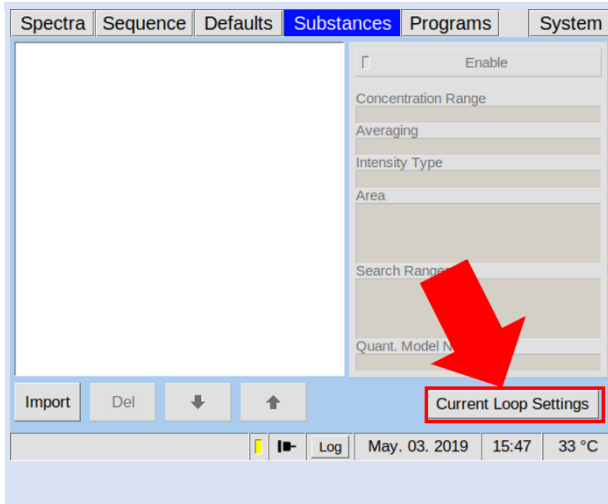 Spectra Sequence Defaults Substances Programs System
Enable
Concentration Range
Averaging
Intensity Type
Area
Search Ranges
Quant. Model N
Import Del Current Loop Settings
Log May. 03. 2019 15:47 33 °C